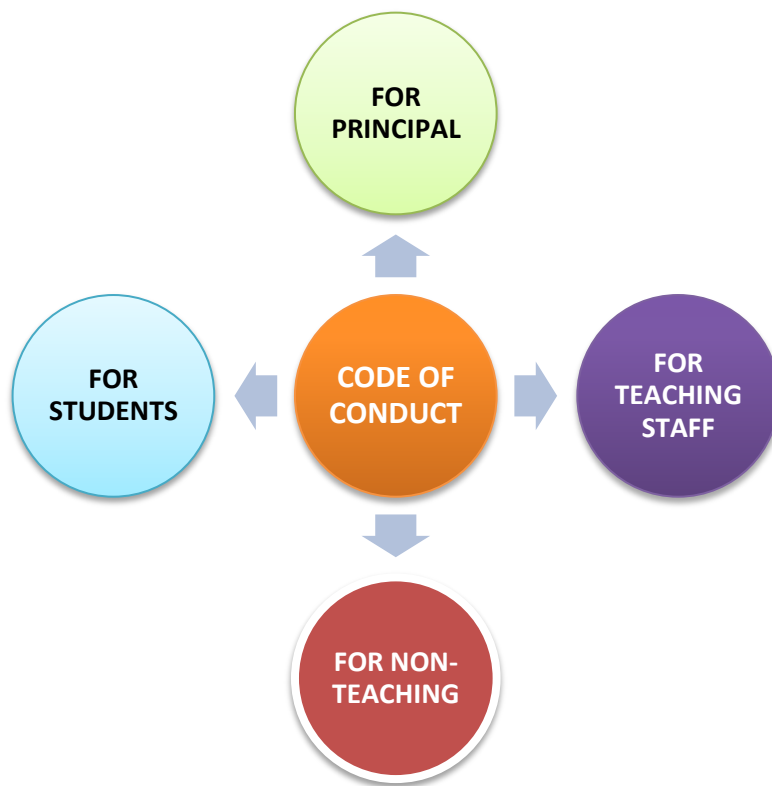 FOR
PRINCIPAL
FOR
STUDENTS
CODE OF
CONDUCT
FOR
TEACHING
STAFF
FOR NON-
TEACHING